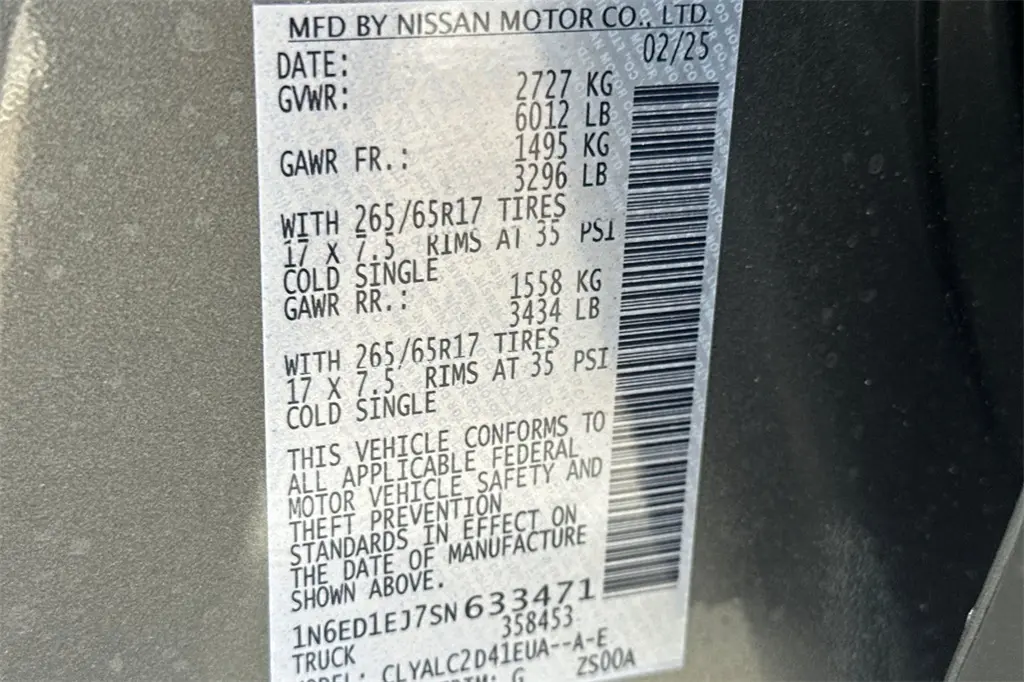 MFD BY NISSAN MOTOR CO., LTD.
DATE: 02/25
GVWR: 2727 KG
6012 LB
GAWR FR.: 1495 KG
3296 LB
WITH 265/65R17 TIRES
17 X 7.5 RIMS AT 35 PSI
COLD SINGLE
GAWR RR.: 1558 KG
3434 LB
WITH 265/65R17 TIRES
17 X 7.5 RIMS AT 35 PSI
COLD SINGLE
THIS VEHICLE CONFORMS TO
ALL APPLICABLE FEDERAL
MOTOR VEHICLE SAFETY AND
THEFT PREVENTION
STANDARDS IN EFFECT ON
THE DATE OF MANUFACTURE
SHOWN ABOVE.
1N6ED1EJ7SN633471
TRUCK 358453
MODEL: CLYALC2D41EUA--A-E
TRIM: G ZS00A